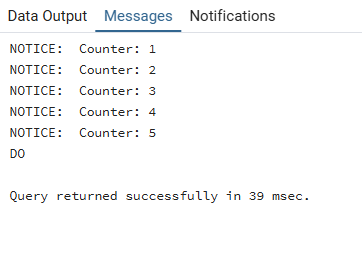 Data Output Messages Notifications
NOTICE:  Counter: 1
NOTICE:  Counter: 2
NOTICE:  Counter: 3
NOTICE:  Counter: 4
NOTICE:  Counter: 5
DO
Query returned successfully in 39 msec.